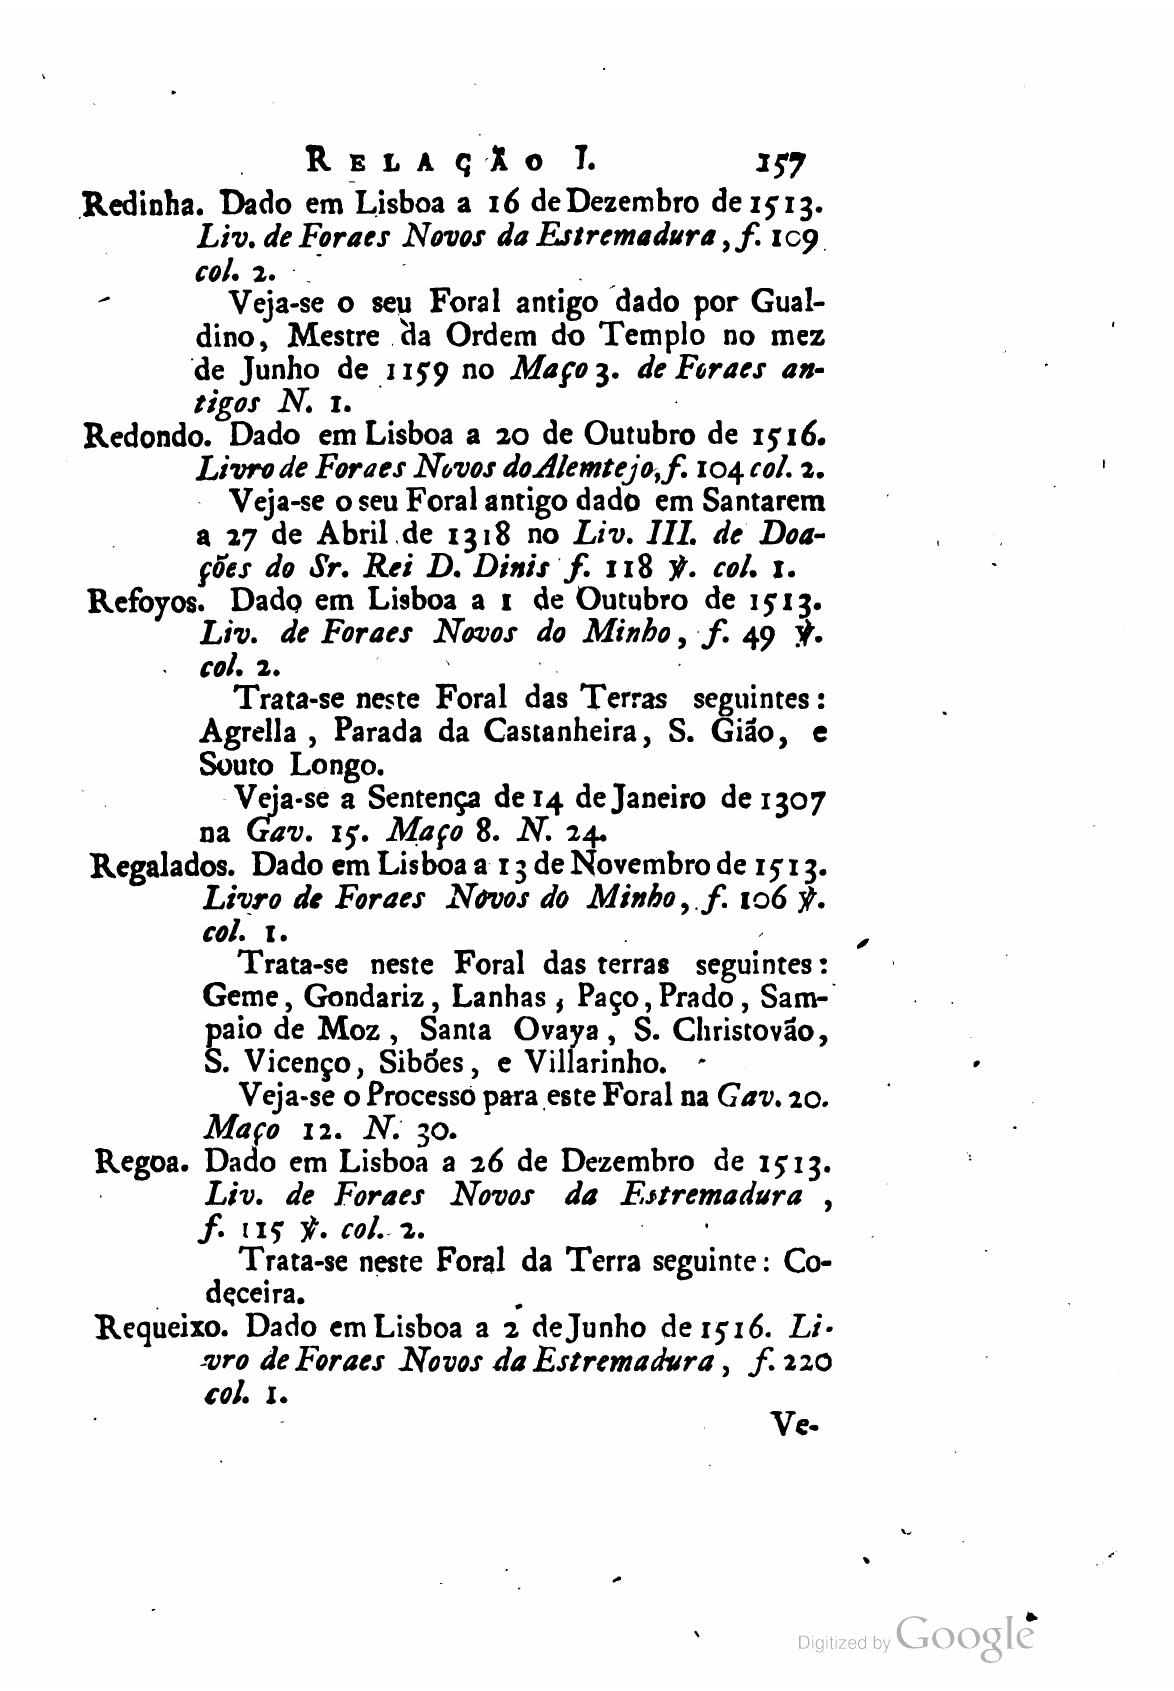 RELAÇÃO I. 157
Redinha. Dado em Lisboa a 16 de Dezembro de 1513.
Liv. de Foraes Novos da Estremadura, f. 109
col. 2.
Veja-se o seu Foral antigo dado por Gual-
dino, Mestre da Ordem do Templo no mez
de Junho de 1159 no Maço 3. de Foraes an-
tigos N. 1.
Redondo. Dado em Lisboa a 20 de Outubro de 1516.
Livro de Foraes Novos do Alemtejo, f. 104 col. 2.
Veja-se o seu Foral antigo dado em Santarem
a 27 de Abril de 1318 no Liv. III. de Doa-
ções do Sr. Rei D. Dinis f. 118 ℣. col. 1.
Refoyos. Dado em Lisboa a 1 de Outubro de 1513.
Liv. de Foraes Novos do Minho, f. 49 ℣.
col. 2.
Trata-se neste Foral das Terras seguintes:
Agrella, Parada da Castanheira, S. Gião, e
Souto Longo.
Veja-se a Sentença de 14 de Janeiro de 1307
na Gav. 15. Maço 8. N. 24.
Regalados. Dado em Lisboa a 13 de Novembro de 1513.
Livro de Foraes Novos do Minho, f. 106 ℣.
col. 1.
Trata-se neste Foral das terras seguintes:
Geme, Gondariz, Lanhas, Paço, Prado, Sam-
paio de Moz, Santa Ovaya, S. Christovão,
S. Vicenço, Sibões, e Villarinho.
Veja-se o Processo para este Foral na Gav. 20.
Maço 12. N. 30.
Regoa. Dado em Lisboa a 26 de Dezembro de 1513.
Liv. de Foraes Novos da Estremadura,
f. 115 ℣. col. 2.
Trata-se neste Foral da Terra seguinte: Co-
deceira.
Requeixo. Dado em Lisboa a 2 de Junho de 1516. Li-
vro de Foraes Novos da Estremadura, f. 220
col. 1.
Ve-
Digitized by Google